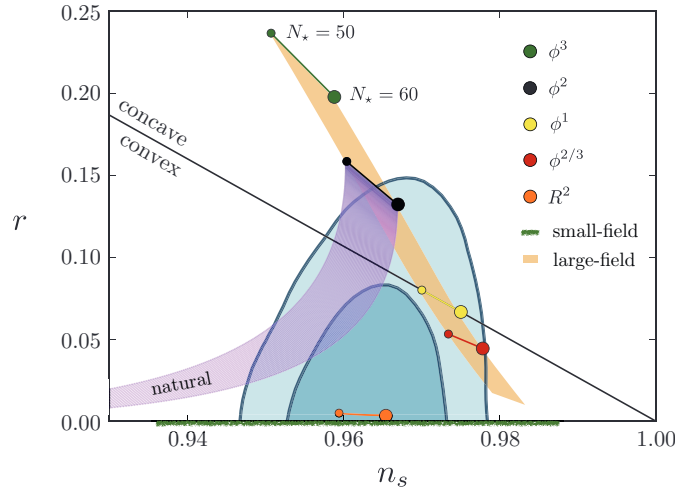 0.25
0.20
0.15
0.10
0.05
0.00
r
N⋆ = 50
N⋆ = 60
concave
convex
natural
ϕ³
ϕ²
ϕ¹
ϕ^{2/3}
R²
small-field
large-field
0.94
0.96
0.98
1.00
nₛ